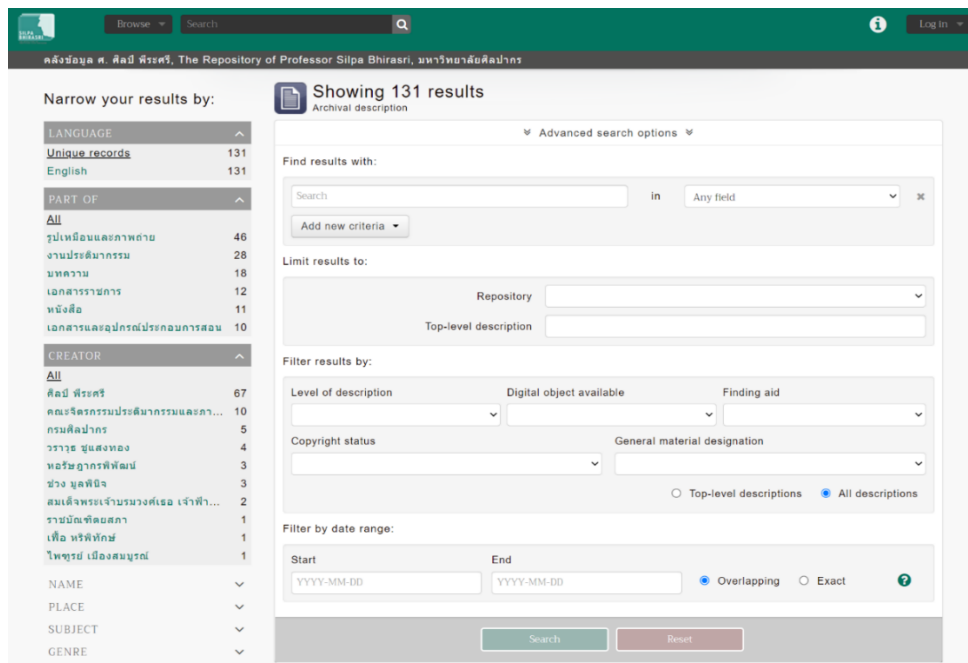 SILPA
BHIRASRI
Browse
Search
Log in
คลังข้อมูล ศ. ศิลป์ พีระศรี, The Repository of Professor Silpa Bhirasri, มหาวิทยาลัยศิลปากร
Narrow your results by:
LANGUAGE
Unique records 131
English 131
PART OF
All
รูปเหมือนและภาพถ่าย 46
งานประติมากรรม 28
บทความ 18
เอกสารราชการ 12
หนังสือ 11
เอกสารและอุปกรณ์ประกอบการสอน 10
CREATOR
All
ศิลป์ พีระศรี 67
คณะจิตรกรรมประติมากรรมและภา... 10
กรมศิลปากร 5
วราวุธ ชูแสงทอง 4
หอรัษฎากรพิพัฒน์ 3
ช่วง มูลพินิจ 3
สมเด็จพระเจ้าบรมวงศ์เธอ เจ้าฟ้า... 2
ราชบัณฑิตยสภา 1
เฟื้อ หริพิทักษ์ 1
ไพฑูรย์ เมืองสมบูรณ์ 1
NAME
PLACE
SUBJECT
GENRE
Showing 131 results
Archival description
Advanced search options
Find results with:
Search in Any field
Add new criteria
Limit results to:
Repository
Top-level description
Filter results by:
Level of description Digital object available Finding aid
Copyright status General material designation
Top-level descriptions All descriptions
Filter by date range:
Start End
YYYY-MM-DD YYYY-MM-DD Overlapping Exact
Search Reset